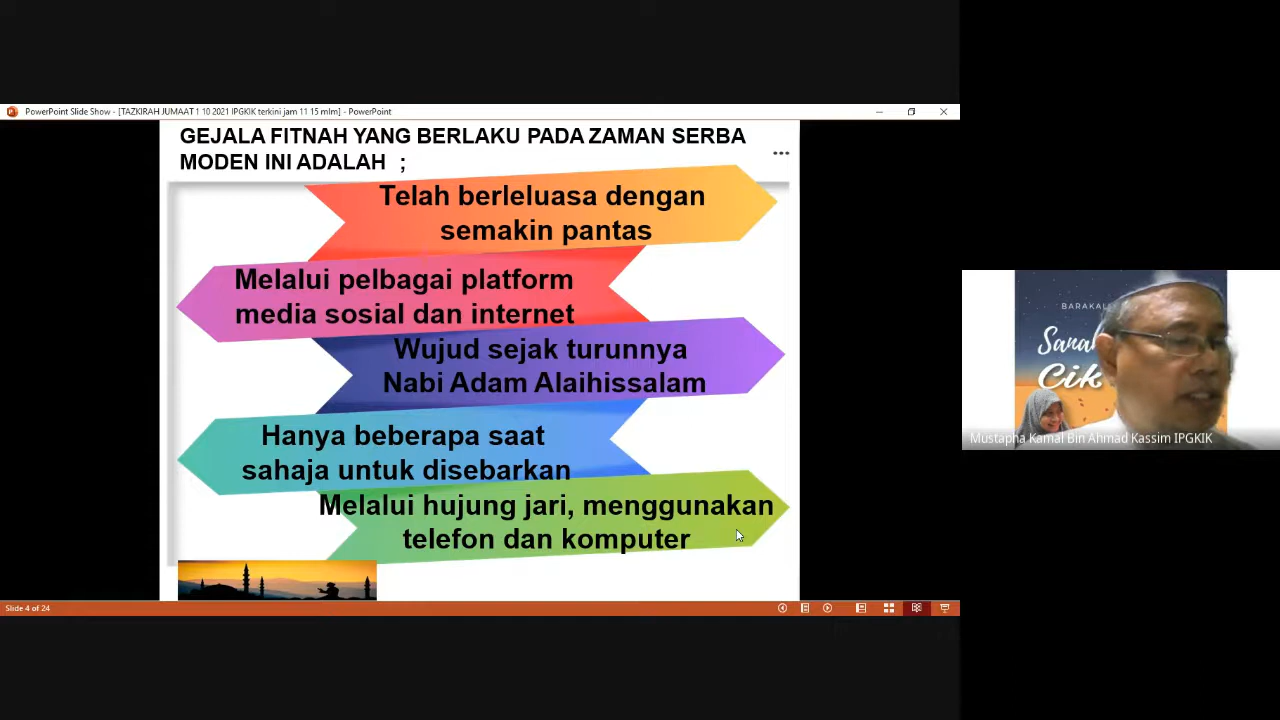 PowerPoint Slide Show - [TAZKIRAH JUMAAT 1 10 2021 IPGKIK terkini jam 11 15 mlm] - PowerPoint
GEJALA FITNAH YANG BERLAKU PADA ZAMAN SERBA
MODEN INI ADALAH ;
Telah berleluasa dengan
semakin pantas
Melalui pelbagai platform
media sosial dan internet
Wujud sejak turunnya
Nabi Adam Alaihissalam
Hanya beberapa saat
sahaja untuk disebarkan
Melalui hujung jari, menggunakan
telefon dan komputer
Slide 4 of 24
Cik
Mustapha Kamal Bin Ahmad Kassim IPGKIK